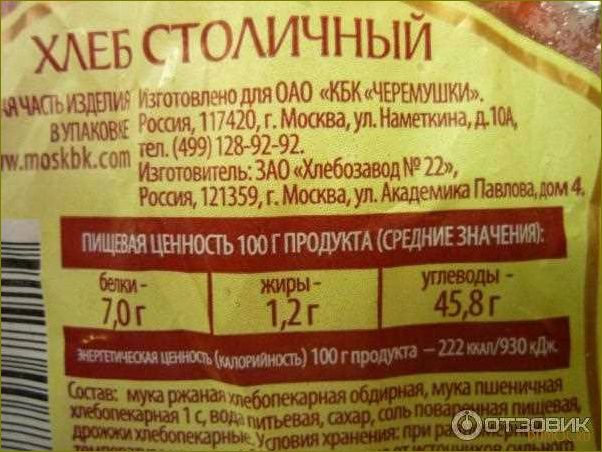 ХЛЕБ СТОЛИЧНЫЙ
ЧАСТЬ ИЗДЕЛИЯ
В УПАКОВКЕ
www.moskbk.com
Изготовлено для ОАО «КБК «ЧЕРЕМУШКИ».
Россия, 117420, г. Москва, ул. Наметкина, д.10А,
тел. (499) 128-92-92.
Изготовитель: ЗАО «Хлебозавод № 22»,
Россия, 121359, г. Москва, ул. Академика Павлова, дом 4.
ПИЩЕВАЯ ЦЕННОСТЬ 100 Г ПРОДУКТА (СРЕДНИЕ ЗНАЧЕНИЯ):
белки - 7,0 г
жиры - 1,2 г
углеводы - 45,8 г
ЭНЕРГЕТИЧЕСКАЯ ЦЕННОСТЬ (КАЛОРИЙНОСТЬ) 100 г продукта – 222 ккал/930 кДж.
Состав: мука ржаная хлебопекарная обдирная, мука пшеничная
хлебопекарная 1 с, вода питьевая, сахар, соль поваренная пищевая,
дрожжи хлебопекарные. Условия хранения: при
источников сильного
ОТЗОВИК